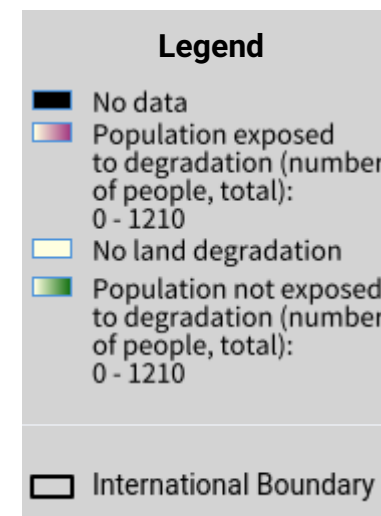 Legend
No data
Population exposed
to degradation (number
of people, total):
0 - 1210
No land degradation
Population not exposed
to degradation (number
of people, total):
0 - 1210
International Boundary